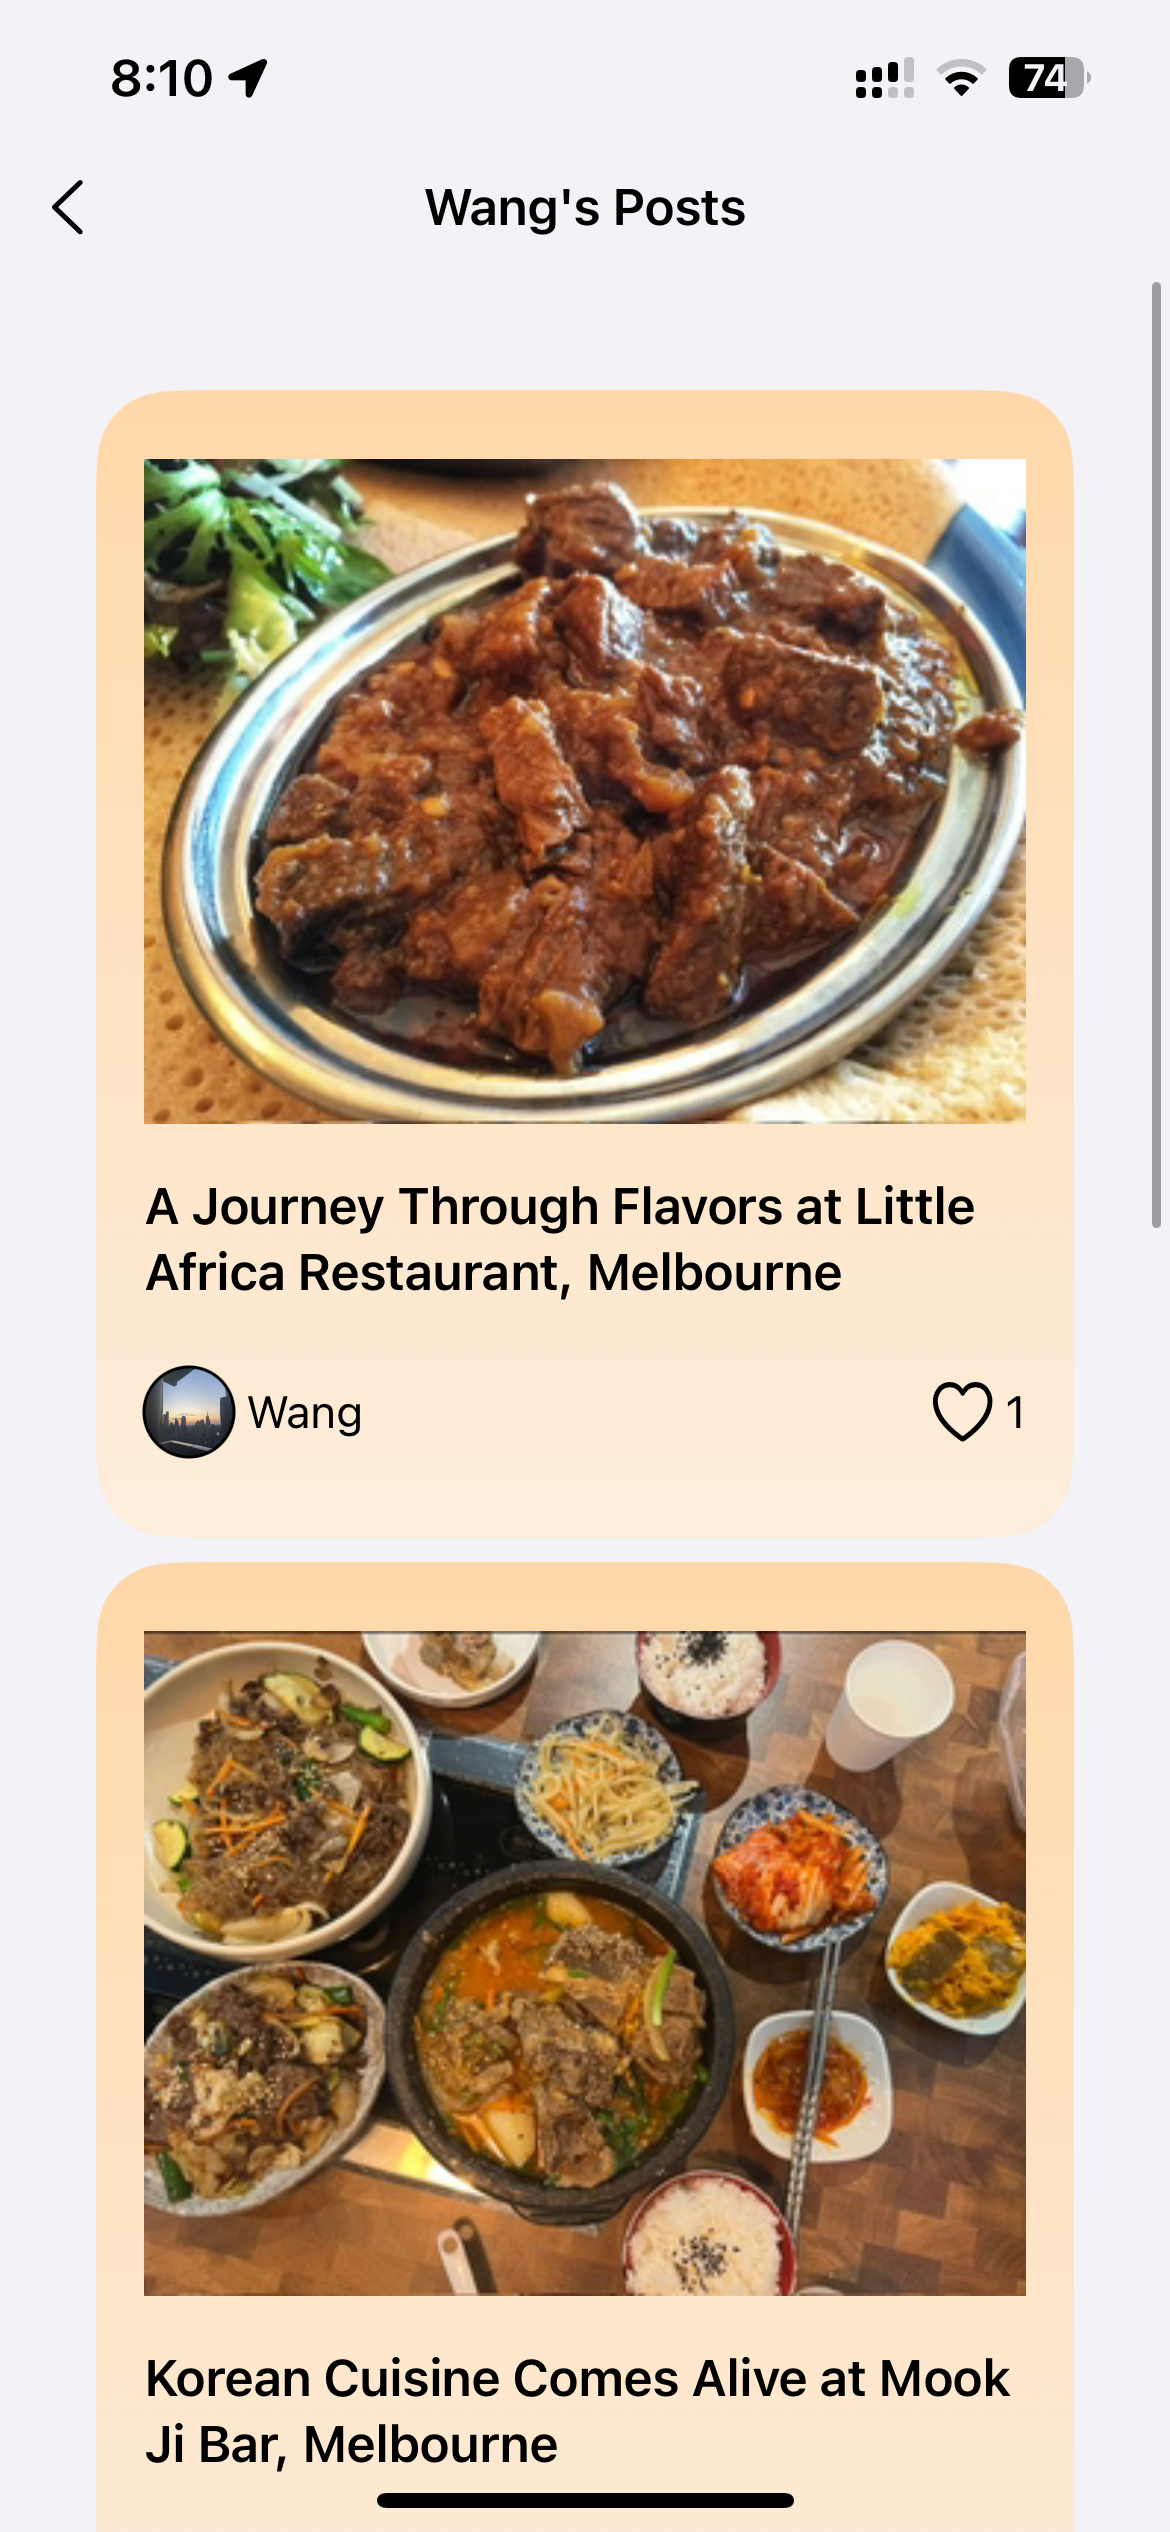 8:10
74
Wang's Posts
A Journey Through Flavors at Little
Africa Restaurant, Melbourne
Wang
1
Korean Cuisine Comes Alive at Mook
Ji Bar, Melbourne